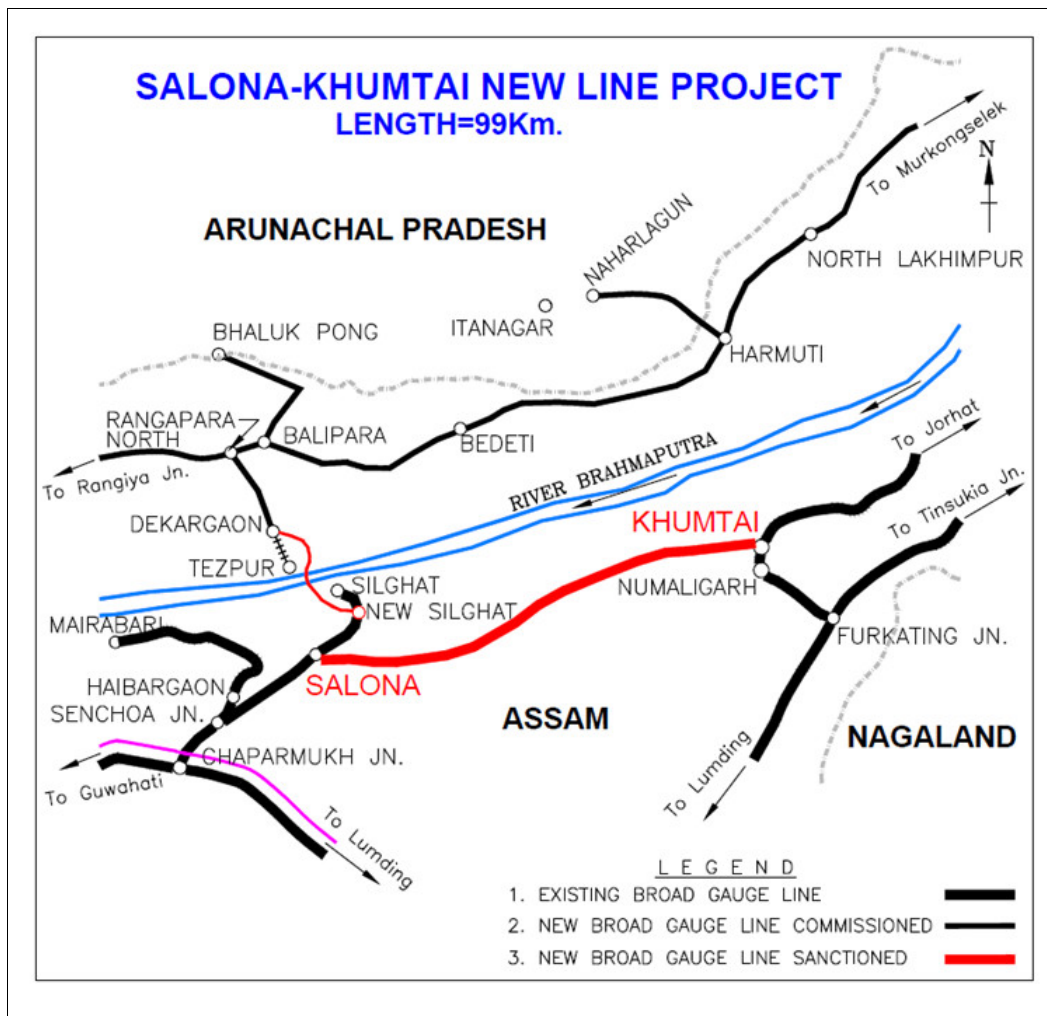 SALONA-KHUMTAI NEW LINE PROJECT
LENGTH=99Km.
To Murkongselek
N
ARUNACHAL PRADESH
NAHARLAGUN
NORTH LAKHIMPUR
ITANAGAR
BHALUK PONG
HARMUTI
RANGAPARA
NORTH
BALIPARA
BEDETI
To Rangiya Jn.
RIVER BRAHMAPUTRA
To Jorhat
To Tinsukia Jn.
DEKARGAON
KHUMTAI
TEZPUR
SILGHAT
NUMALIGARH
NEW SILGHAT
MAIRABARI
FURKATING JN.
SALONA
HAIBARGAON
SENCHOA JN.
ASSAM
NAGALAND
CHAPARMUKH JN.
To Guwahati
To Lumding
To Lumding
LEGEND
1. EXISTING BROAD GAUGE LINE
2. NEW BROAD GAUGE LINE COMMISSIONED
3. NEW BROAD GAUGE LINE SANCTIONED